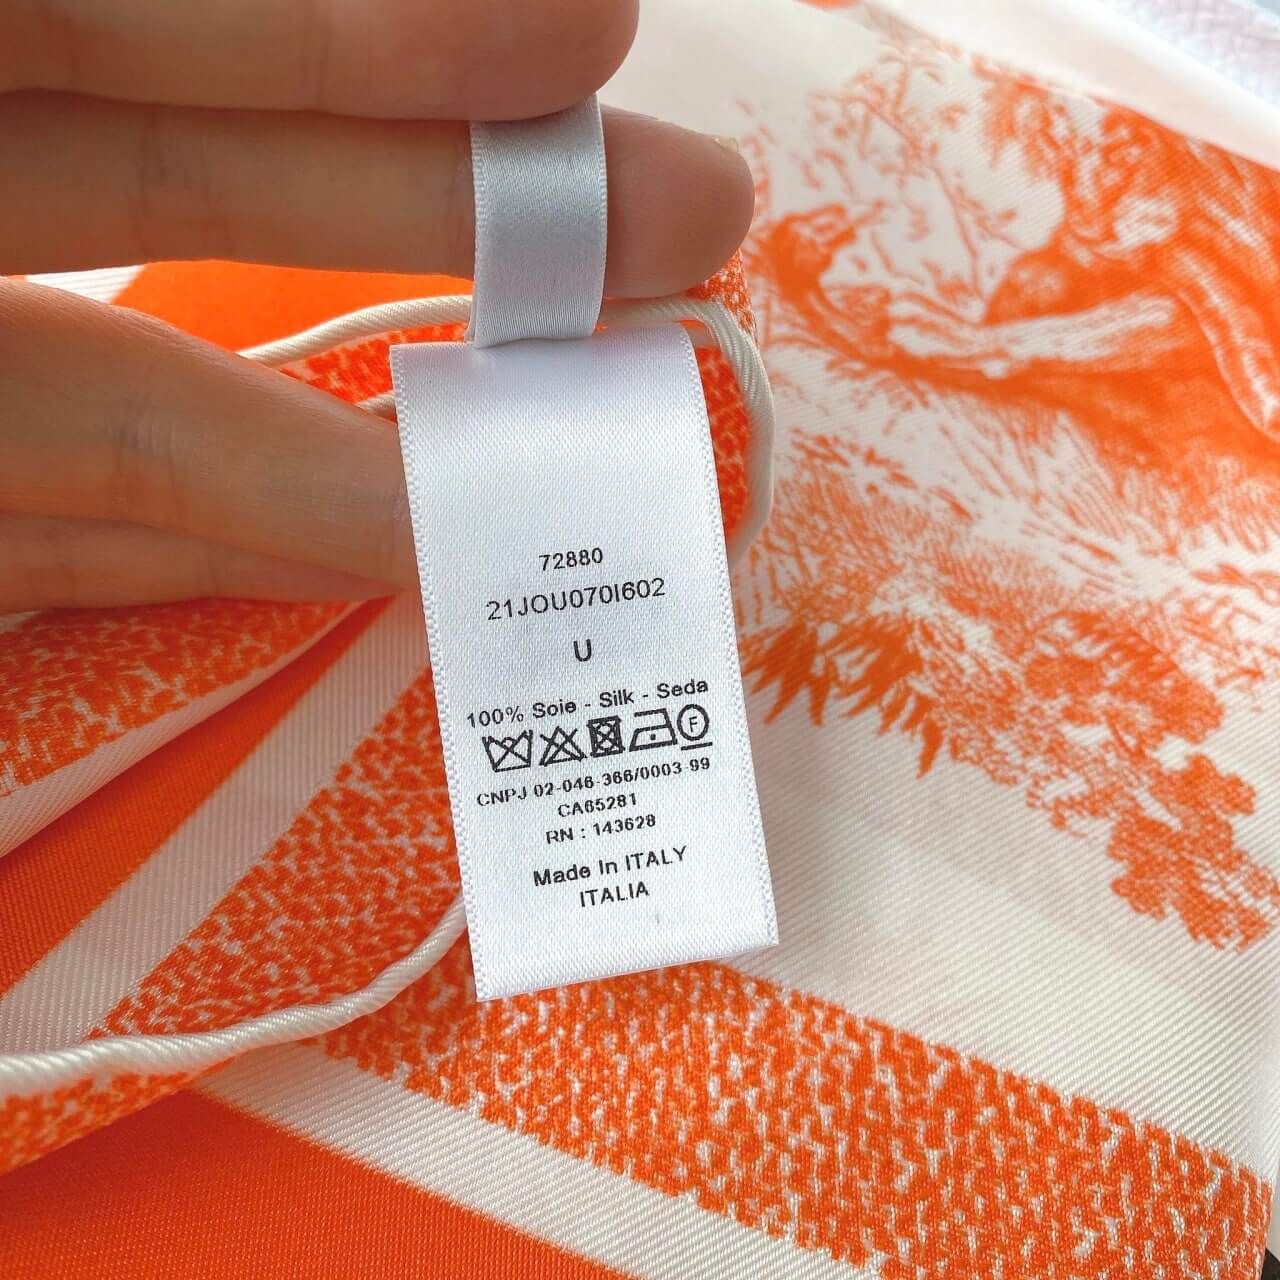 72880
21JOU070I602
U
100% Soie - Silk - Seda
F
CNPJ 02-046-366/0003-99
CA65281
RN : 143628
Made In ITALY
ITALIA